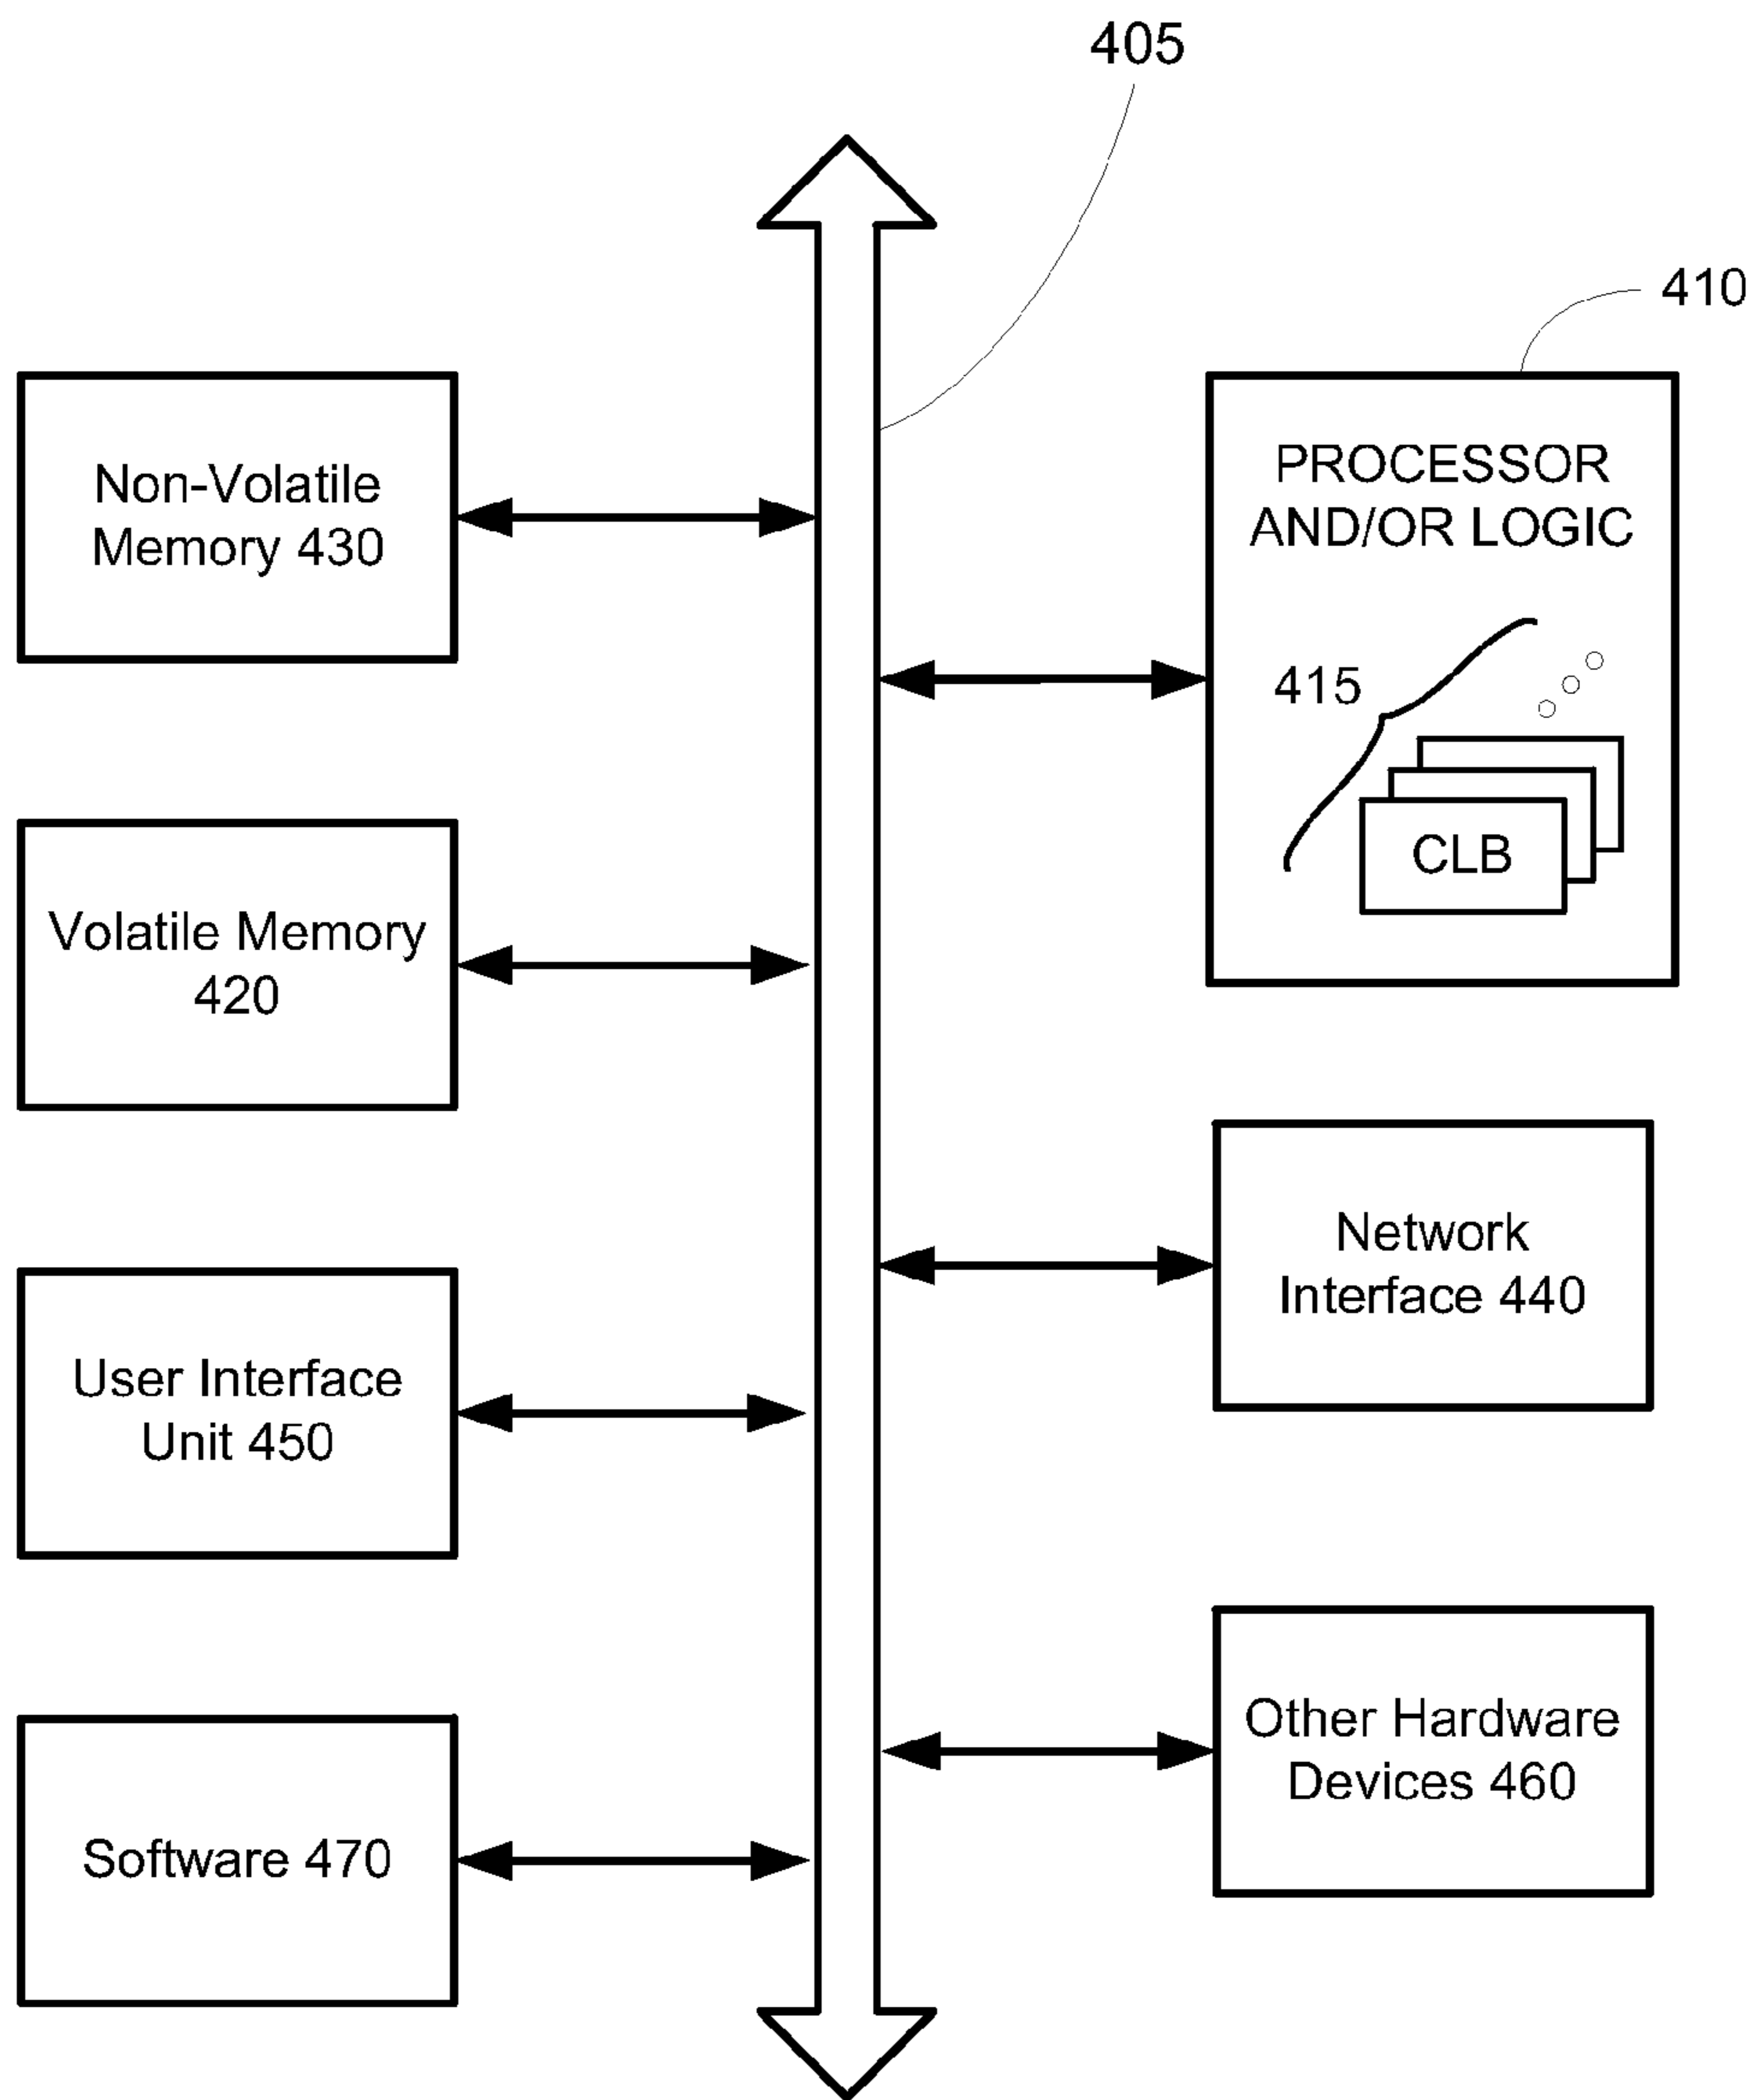 405
410
Non-Volatile
Memory 430
PROCESSOR
AND/OR LOGIC
415
CLB
Volatile Memory
420
Network
Interface 440
User Interface
Unit 450
Other Hardware
Devices 460
Software 470